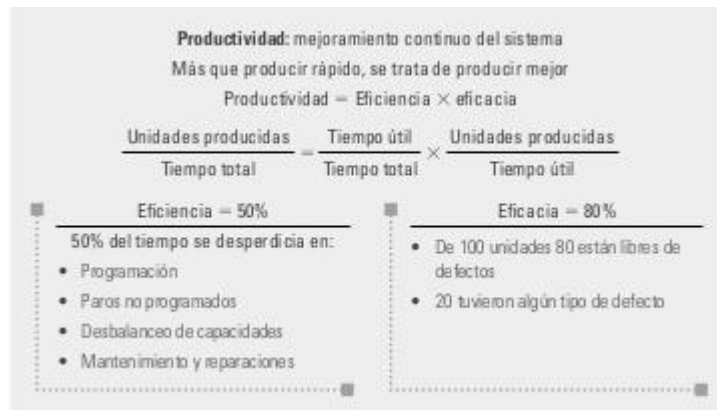 Productividad: mejoramiento continuo del sistema
Más que producir rápido, se trata de producir mejor
Productividad = Eficiencia × eficacia
Unidades producidas / Tiempo total = Tiempo útil / Tiempo total × Unidades producidas / Tiempo útil
Eficiencia = 50%
50% del tiempo se desperdicia en:
• Programación
• Paros no programados
• Desbalanceo de capacidades
• Mantenimiento y reparaciones
Eficacia = 80%
• De 100 unidades 80 están libres de
defectos
• 20 tuvieron algún tipo de defecto